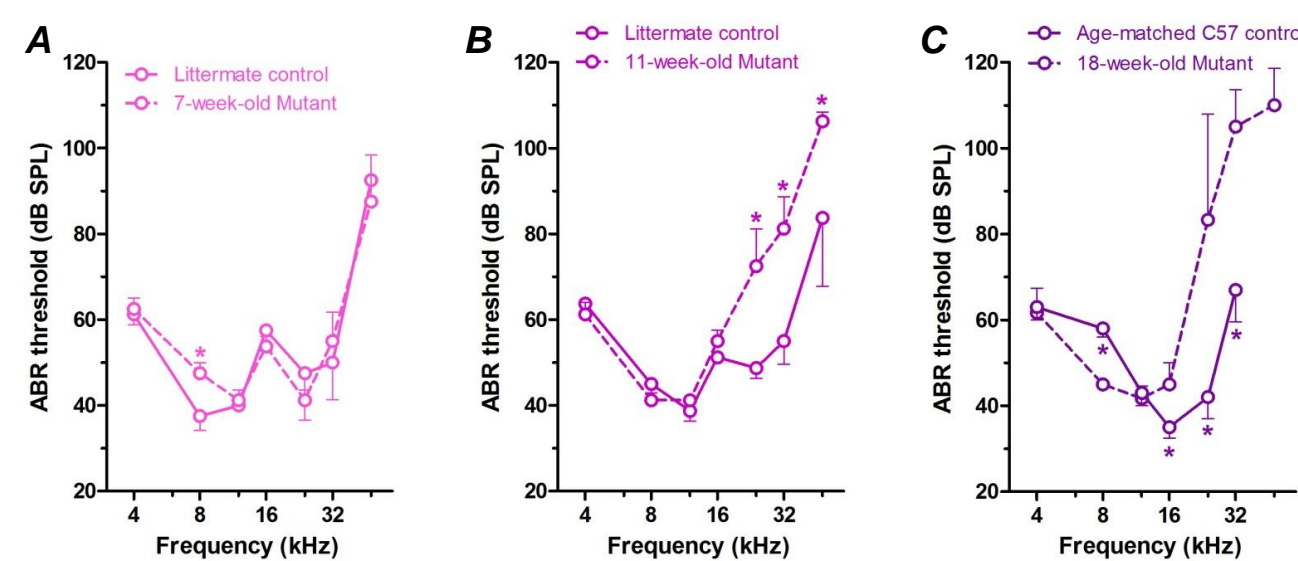 A
Littermate control
7-week-old Mutant
ABR threshold (dB SPL)
120
100
80
60
40
20
*
4 8 16 32
Frequency (kHz)
B
Littermate control
11-week-old Mutant
ABR threshold (dB SPL)
120
100
80
60
40
20
* * *
4 8 16 32
Frequency (kHz)
C
Age-matched C57 contro
18-week-old Mutant
ABR threshold (dB SPL)
120
100
80
60
40
20
* * * *
4 8 16 32
Frequency (kHz)